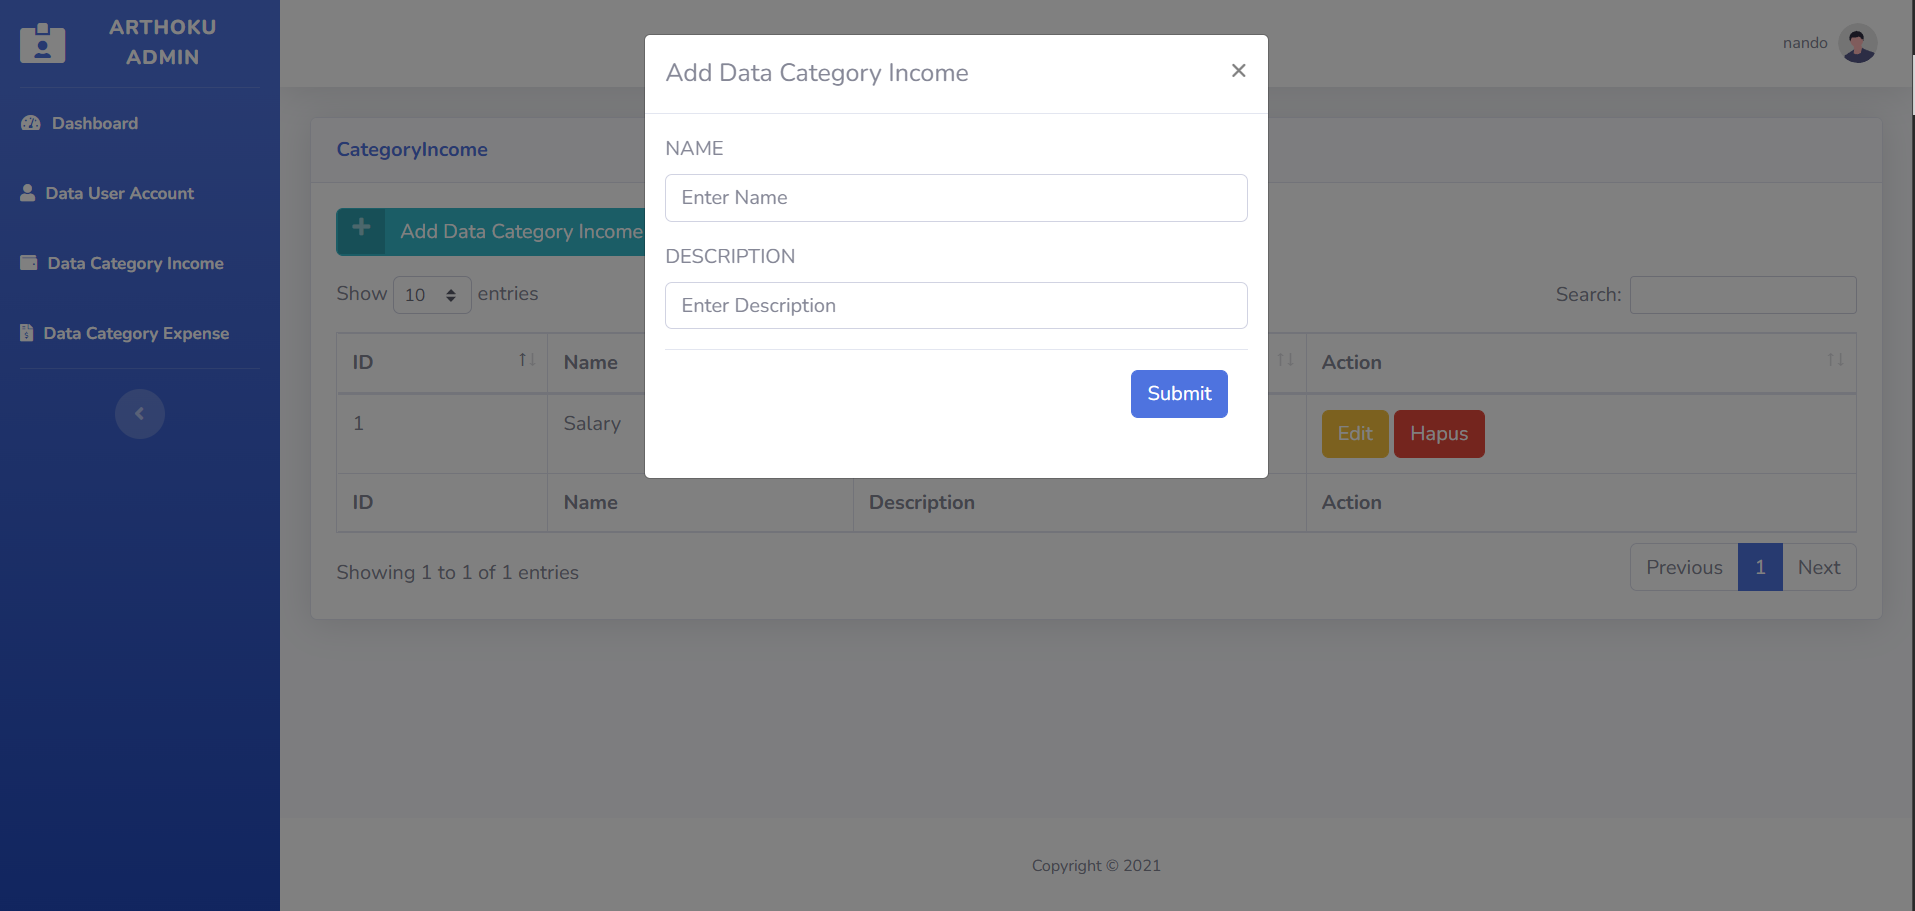 ARTHOKU
ADMIN
Dashboard
Data User Account
Data Category Income
Data Category Expense
nando
CategoryIncome
Add Data Category Income
Show 10 entries
Search:
ID Name Action
1 Salary Edit Hapus
ID Name Description Action
Showing 1 to 1 of 1 entries
Previous 1 Next
Copyright © 2021
Add Data Category Income ×
NAME
Enter Name
DESCRIPTION
Enter Description
Submit